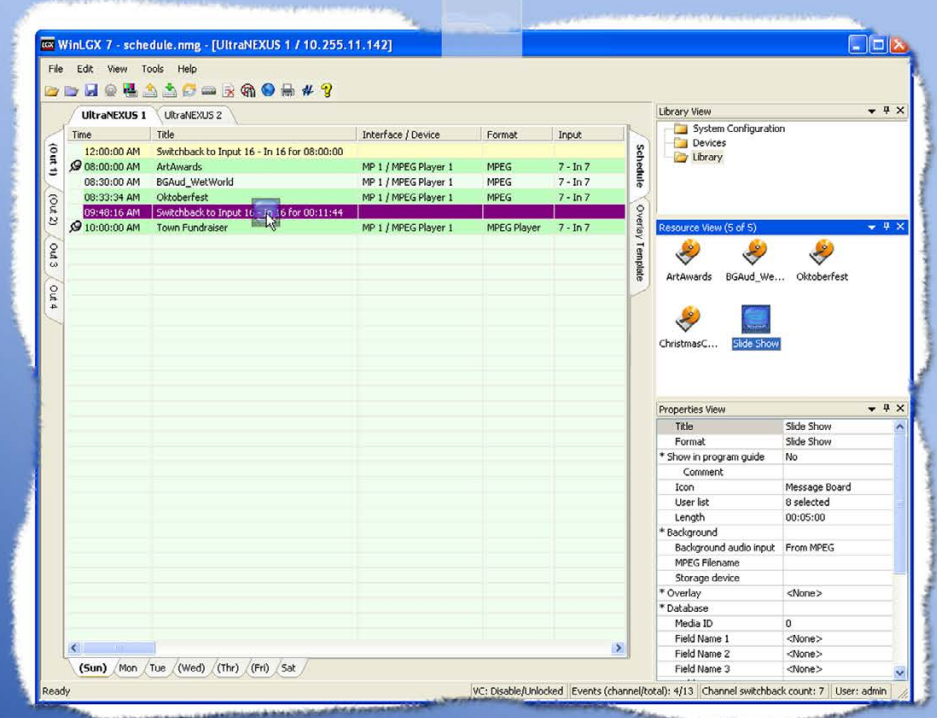 WinLGX 7 - schedule.nmg - [UltraNEXUS 1 / 10.255.11.142]
File Edit View Tools Help
UltraNEXUS 1 UltraNEXUS 2
Time Title Interface / Device Format Input
12:00:00 AM Switchback to Input 16 - In 16 for 08:00:00
08:00:00 AM ArtAwards MP 1 / MPEG Player 1 MPEG 7 - In 7
08:30:00 AM BGAud_WetWorld MP 1 / MPEG Player 1 MPEG 7 - In 7
08:33:34 AM Oktoberfest MP 1 / MPEG Player 1 MPEG 7 - In 7
09:48:16 AM Switchback to Input 16 - In 16 for 00:11:44
10:00:00 AM Town Fundraiser MP 1 / MPEG Player 1 MPEG Player 7 - In 7
(Out 1)
(Out 2)
Out 3
Out 4
Schedule
Overlay Template
(Sun) Mon Tue (Wed) (Thr) (Fri) Sat
Library View
System Configuration
Devices
Library
Resource View (5 of 5)
ArtAwards BGAud_We... Oktoberfest
ChristmasC... Slide Show
Properties View
Title Slide Show
Format Slide Show
* Show in program guide No
Comment
Icon Message Board
User list 8 selected
Length 00:05:00
* Background
Background audio input From MPEG
MPEG Filename
Storage device
* Overlay <None>
* Database
Media ID 0
Field Name 1 <None>
Field Name 2 <None>
Field Name 3 <None>
Ready VC: Disable/Unlocked Events (channel/total): 4/13 Channel switchback count: 7 User: admin